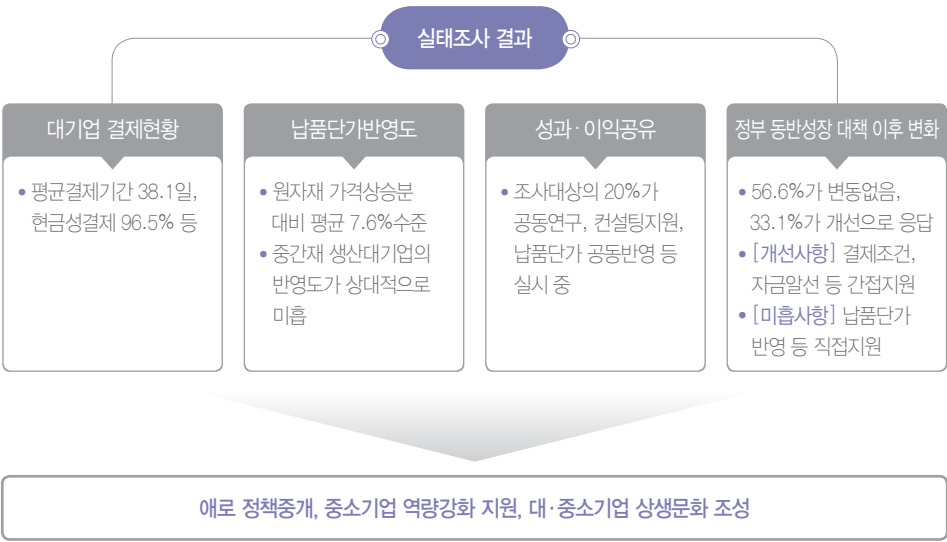 실태조사 결과
대기업 결제현황
• 평균결제기간 38.1일,
현금성결제 96.5% 등
납품단가반영도
• 원자재 가격상승분
대비 평균 7.6%수준
• 중간재 생산대기업의
반영도가 상대적으로
미흡
성과·이익공유
• 조사대상의 20%가
공동연구, 컨설팅지원,
납품단가 공동반영 등
실시 중
정부 동반성장 대책 이후 변화
• 56.6%가 변동없음,
33.1%가 개선으로 응답
• [개선사항] 결제조건,
자금알선 등 간접지원
• [미흡사항] 납품단가
반영 등 직접지원
애로 정책중개, 중소기업 역량강화 지원, 대·중소기업 상생문화 조성